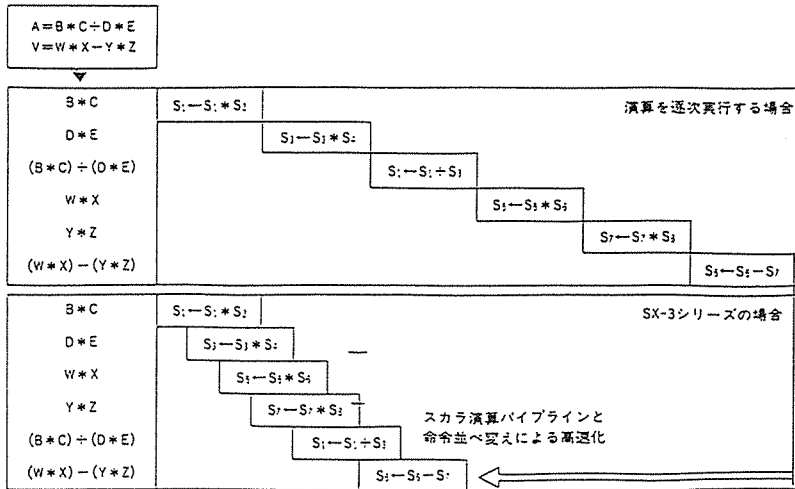 A=B*C÷D*E
V=W*X-Y*Z
演算を逐次実行する場合
B*C S₁←S₁*S₂
D*E S₃←S₃*S₄
(B*C)÷(D*E) S₁←S₁÷S₃
W*X S₅←S₅*S₆
Y*Z S₇←S₇*S₈
(W*X)-(Y*Z) S₅←S₅-S₇
SX-3シリーズの場合
B*C S₁←S₁*S₂
D*E S₃←S₃*S₄
W*X S₅←S₅*S₆
Y*Z S₇←S₇*S₈
(B*C)÷(D*E) S₁←S₁÷S₃
(W*X)-(Y*Z) S₅←S₅-S₇
スカラ演算パイプラインと
命令並べ変えによる高速化